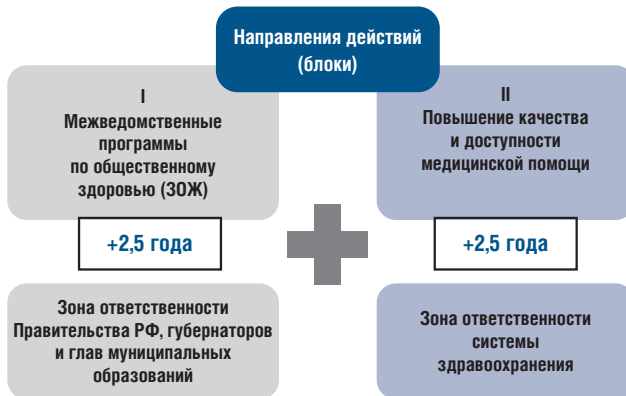 Направления действий
(блоки)
I
Межведомственные
программы
по общественному
здоровью (ЗОЖ)
+2,5 года
Зона ответственности
Правительства РФ, губернаторов
и глав муниципальных
образований
II
Повышение качества
и доступности
медицинской помощи
+2,5 года
Зона ответственности
системы
здравоохранения